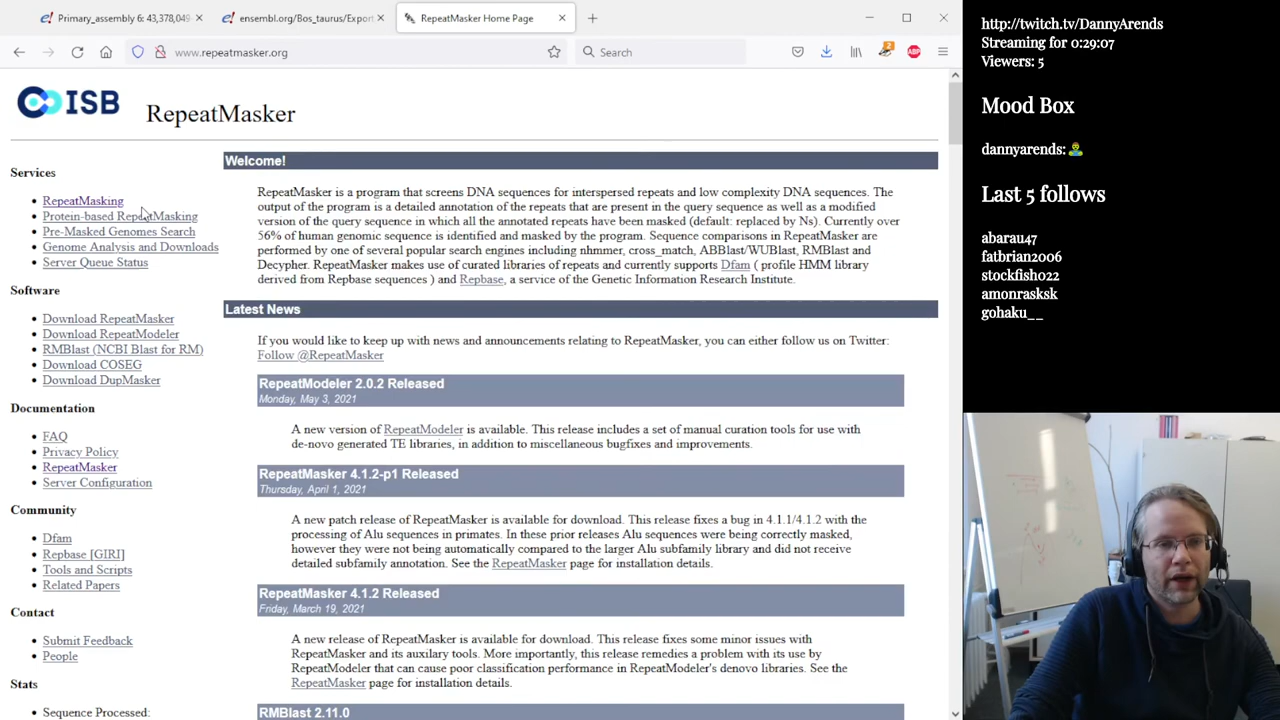 Primary_assembly 6: 43,378,049
ensembl.org/Bos_taurus/Export
RepeatMasker Home Page
www.repeatmasker.org
Search
2
ABP
ISB
RepeatMasker
Services
RepeatMasking
Protein-based RepeatMasking
Pre-Masked Genomes Search
Genome Analysis and Downloads
Server Queue Status
Software
Download RepeatMasker
Download RepeatModeler
RMBlast (NCBI Blast for RM)
Download COSEG
Download DupMasker
Documentation
FAQ
Privacy Policy
RepeatMasker
Server Configuration
Community
Dfam
Repbase [GIRI]
Tools and Scripts
Related Papers
Contact
Submit Feedback
People
Stats
Sequence Processed:
Welcome!
RepeatMasker is a program that screens DNA sequences for interspersed repeats and low complexity DNA sequences. The
output of the program is a detailed annotation of the repeats that are present in the query sequence as well as a modified
version of the query sequence in which all the annotated repeats have been masked (default: replaced by Ns). Currently over
56% of human genomic sequence is identified and masked by the program. Sequence comparisons in RepeatMasker are
performed by one of several popular search engines including nhmmer, cross_match, ABBlast/WUBlast, RMBlast and
Decypher. RepeatMasker makes use of curated libraries of repeats and currently supports Dfam ( profile HMM library
derived from Repbase sequences ) and Repbase, a service of the Genetic Information Research Institute.
Latest News
If you would like to keep up with news and announcements relating to RepeatMasker, you can either follow us on Twitter:
Follow @RepeatMasker
RepeatModeler 2.0.2 Released
Monday, May 3, 2021
A new version of RepeatModeler is available. This release includes a set of manual curation tools for use with
de-novo generated TE libraries, in addition to miscellaneous bugfixes and improvements.
RepeatMasker 4.1.2-p1 Released
Thursday, April 1, 2021
A new patch release of RepeatMasker is available for download. This release fixes a bug in 4.1.1/4.1.2 with the
processing of Alu sequences in primates. In these prior releases Alu sequences were being correctly masked,
however they were not being automatically compared to the larger Alu subfamily library and did not receive
detailed subfamily annotation. See the RepeatMasker page for installation details.
RepeatMasker 4.1.2 Released
Friday, March 19, 2021
A new release of RepeatMasker is available for download. This release fixes some minor issues with
RepeatMasker and its auxilary tools. More importantly, this release remedies a problem with its use by
RepeatModeler that can cause poor classification performance in RepeatModeler's denovo libraries. See the
RepeatMasker page for installation details.
RMBlast 2.11.0
http://twitch.tv/DannyArends
Streaming for 0:29:07
Viewers: 5
Mood Box
dannyarends:
Last 5 follows
abarau47
fatbrian2006
stockfish022
amonrasksk
gohaku__